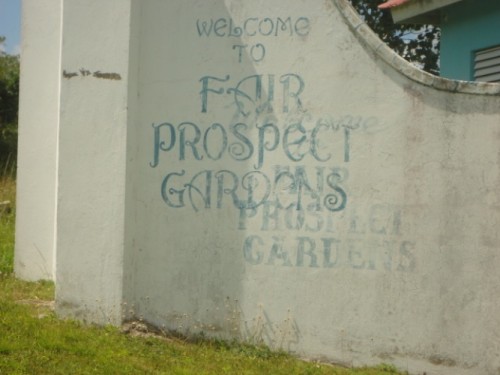 WELCOME
TO
FAIR
PROSPECT
GARDENS
PROSPECT
GARDENS